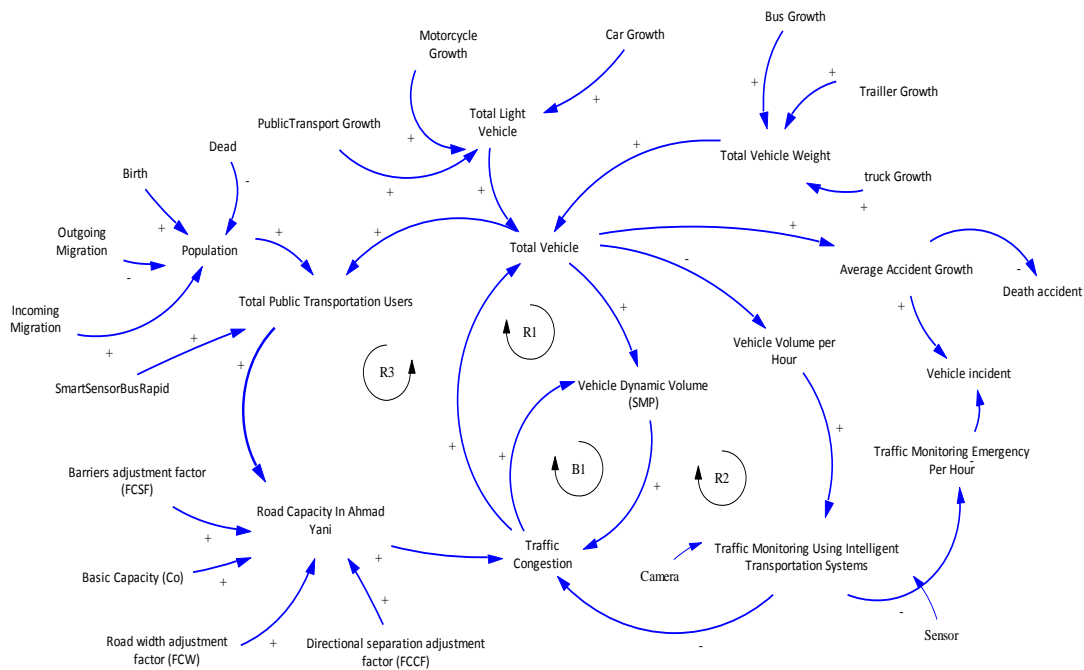 Bus Growth
Motorcycle
Growth
Car Growth
+
+
Trailler Growth
+
Total Light
Vehicle
PublicTransport Growth
+
+
Dead
Total Vehicle Weight
Birth
-
+
+
truck Growth
+
+
Outgoing
Migration
+
Population
+
+
Total Vehicle
+
-
Average Accident Growth
-
-
Death accident
Total Public Transportation Users
+
+
Incoming
Migration
+
+
R1
Vehicle Volume per
Hour
+
SmartSensorBusRapid
R3
Vehicle incident
Vehicle Dynamic Volume
(SMP)
+
+
+
+
Traffic Monitoring Emergency
Per Hour
-
B1
R2
+
Barriers adjustment factor
(FCSF)
Road Capacity In Ahmad
Yani
+
Traffic
Congestion
Traffic Monitoring Using Intelligent
Transportation Systems
+
Camera
Basic Capacity (Co)
+
-
+
+
Sensor
Road width adjustment
factor (FCW)
Directional separation adjustment
factor (FCCF)
-